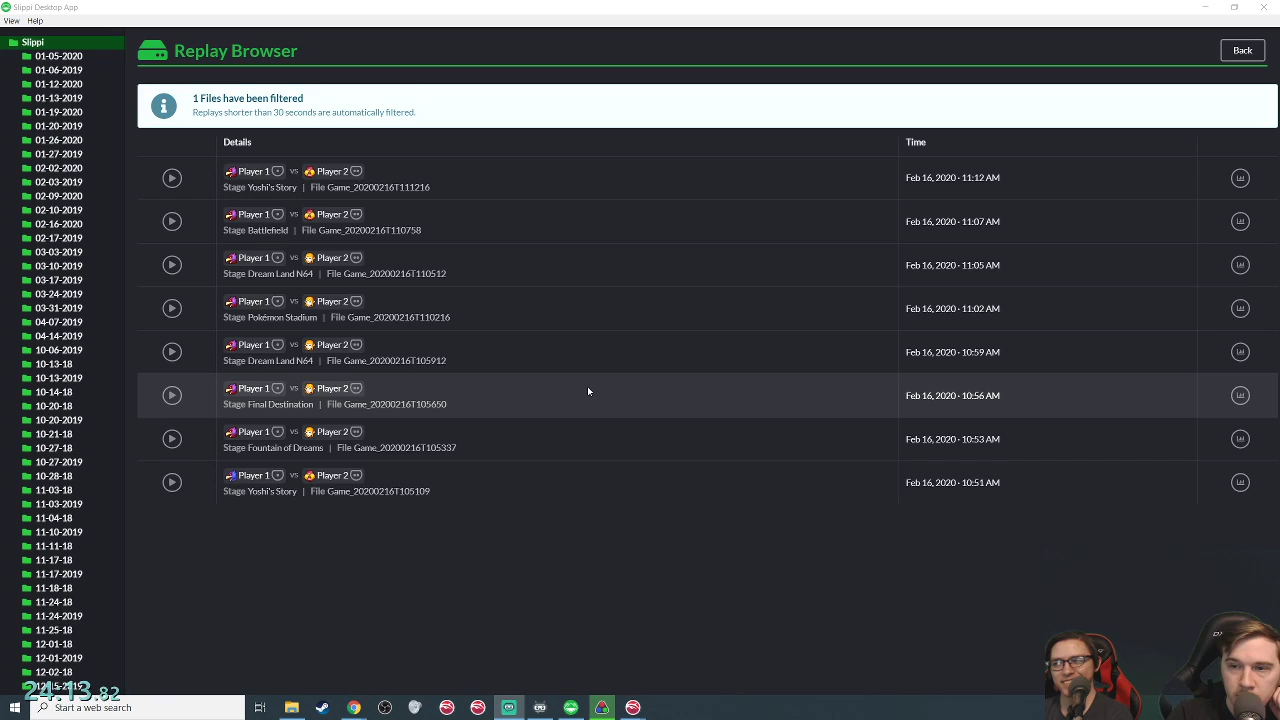 Slippi Desktop App
View Help
Slippi
01-05-2020
01-06-2019
01-12-2020
01-13-2019
01-19-2020
01-20-2019
01-26-2020
01-27-2019
02-02-2020
02-03-2019
02-09-2020
02-10-2019
02-16-2020
02-17-2019
03-03-2019
03-10-2019
03-17-2019
03-24-2019
03-31-2019
04-07-2019
04-14-2019
10-06-2019
10-13-18
10-13-2019
10-14-18
10-20-18
10-20-2019
10-21-18
10-27-18
10-27-2019
10-28-18
11-03-18
11-03-2019
11-04-18
11-10-2019
11-11-18
11-17-18
11-17-2019
11-18-18
11-24-18
11-24-2019
11-25-18
12-01-18
12-01-2019
12-02-18
24:13.82
Replay Browser
Back
1 Files have been filtered
Replays shorter than 30 seconds are automatically filtered.
Details Time
Player 1 vs Player 2
Stage Yoshi's Story | File Game_20200216T111216
Feb 16, 2020 · 11:12 AM
Player 1 vs Player 2
Stage Battlefield | File Game_20200216T110758
Feb 16, 2020 · 11:07 AM
Player 1 vs Player 2
Stage Dream Land N64 | File Game_20200216T110512
Feb 16, 2020 · 11:05 AM
Player 1 vs Player 2
Stage Pokémon Stadium | File Game_20200216T110216
Feb 16, 2020 · 11:02 AM
Player 1 vs Player 2
Stage Dream Land N64 | File Game_20200216T105912
Feb 16, 2020 · 10:59 AM
Player 1 vs Player 2
Stage Final Destination | File Game_20200216T105650
Feb 16, 2020 · 10:56 AM
Player 1 vs Player 2
Stage Fountain of Dreams | File Game_20200216T105337
Feb 16, 2020 · 10:53 AM
Player 1 vs Player 2
Stage Yoshi's Story | File Game_20200216T105109
Feb 16, 2020 · 10:51 AM
Start a web search